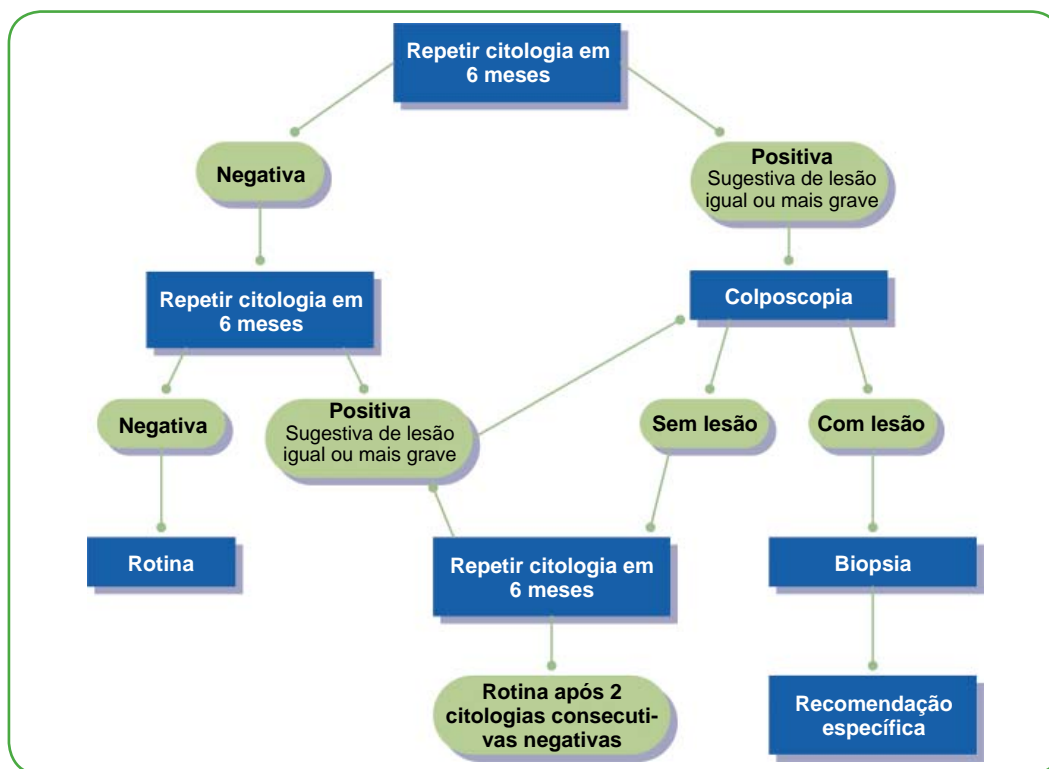 Repetir citologia em
6 meses
Negativa
Positiva
Sugestiva de lesão
igual ou mais grave
Repetir citologia em
6 meses
Colposcopia
Negativa
Positiva
Sugestiva de lesão
igual ou mais grave
Sem lesão
Com lesão
Rotina
Repetir citologia em
6 meses
Biopsia
Rotina após 2
citologias consecuti-
vas negativas
Recomendação
específica